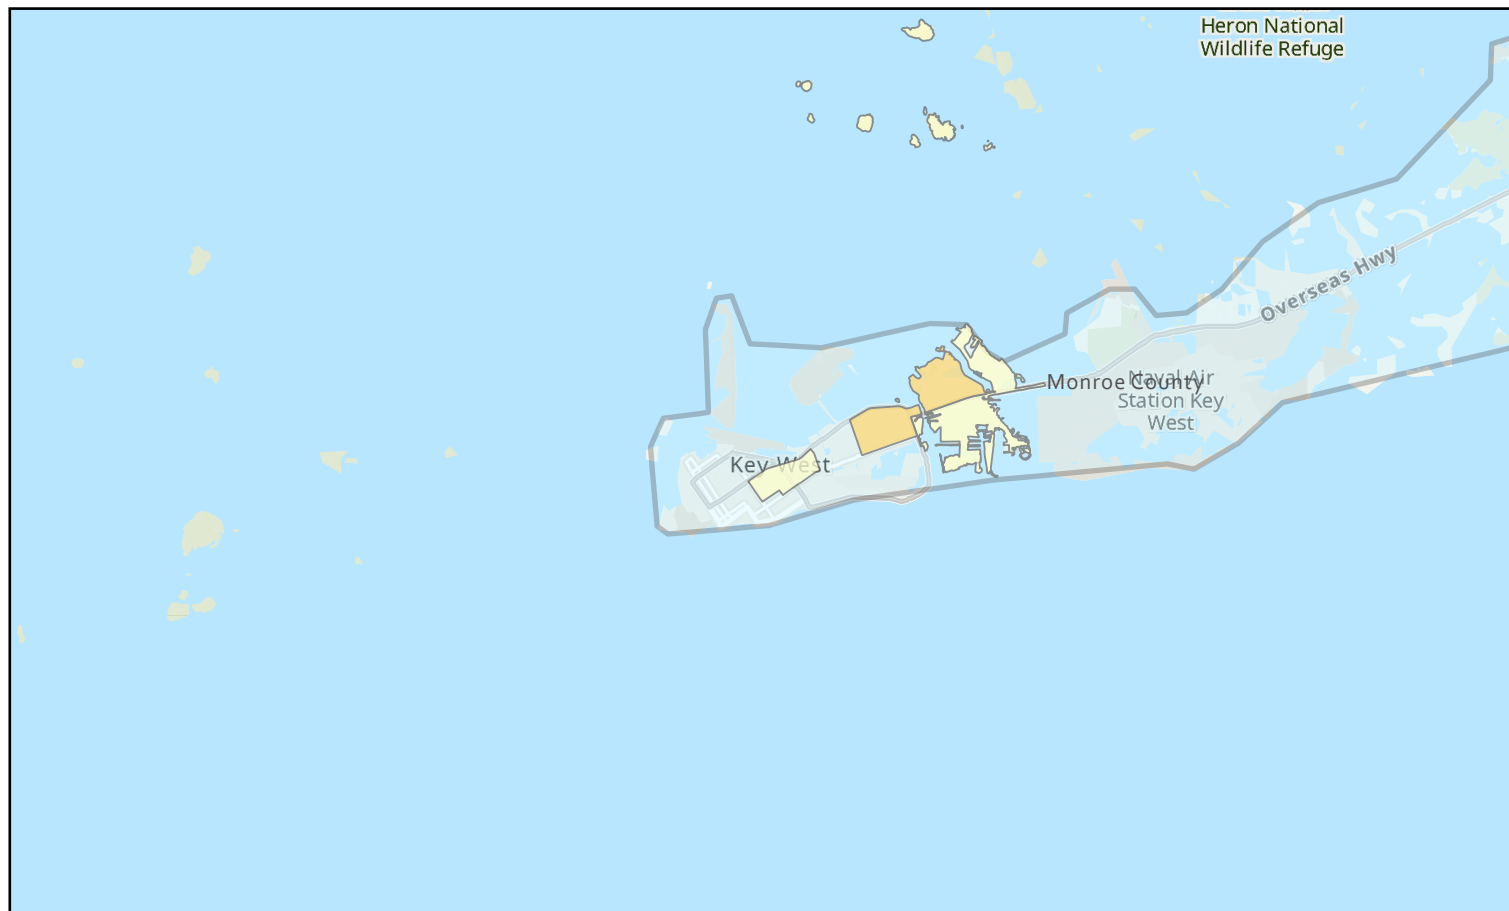 Heron National
Wildlife Refuge
Overseas Hwy
Monroe County
Naval Air
Station Key
West
Key West